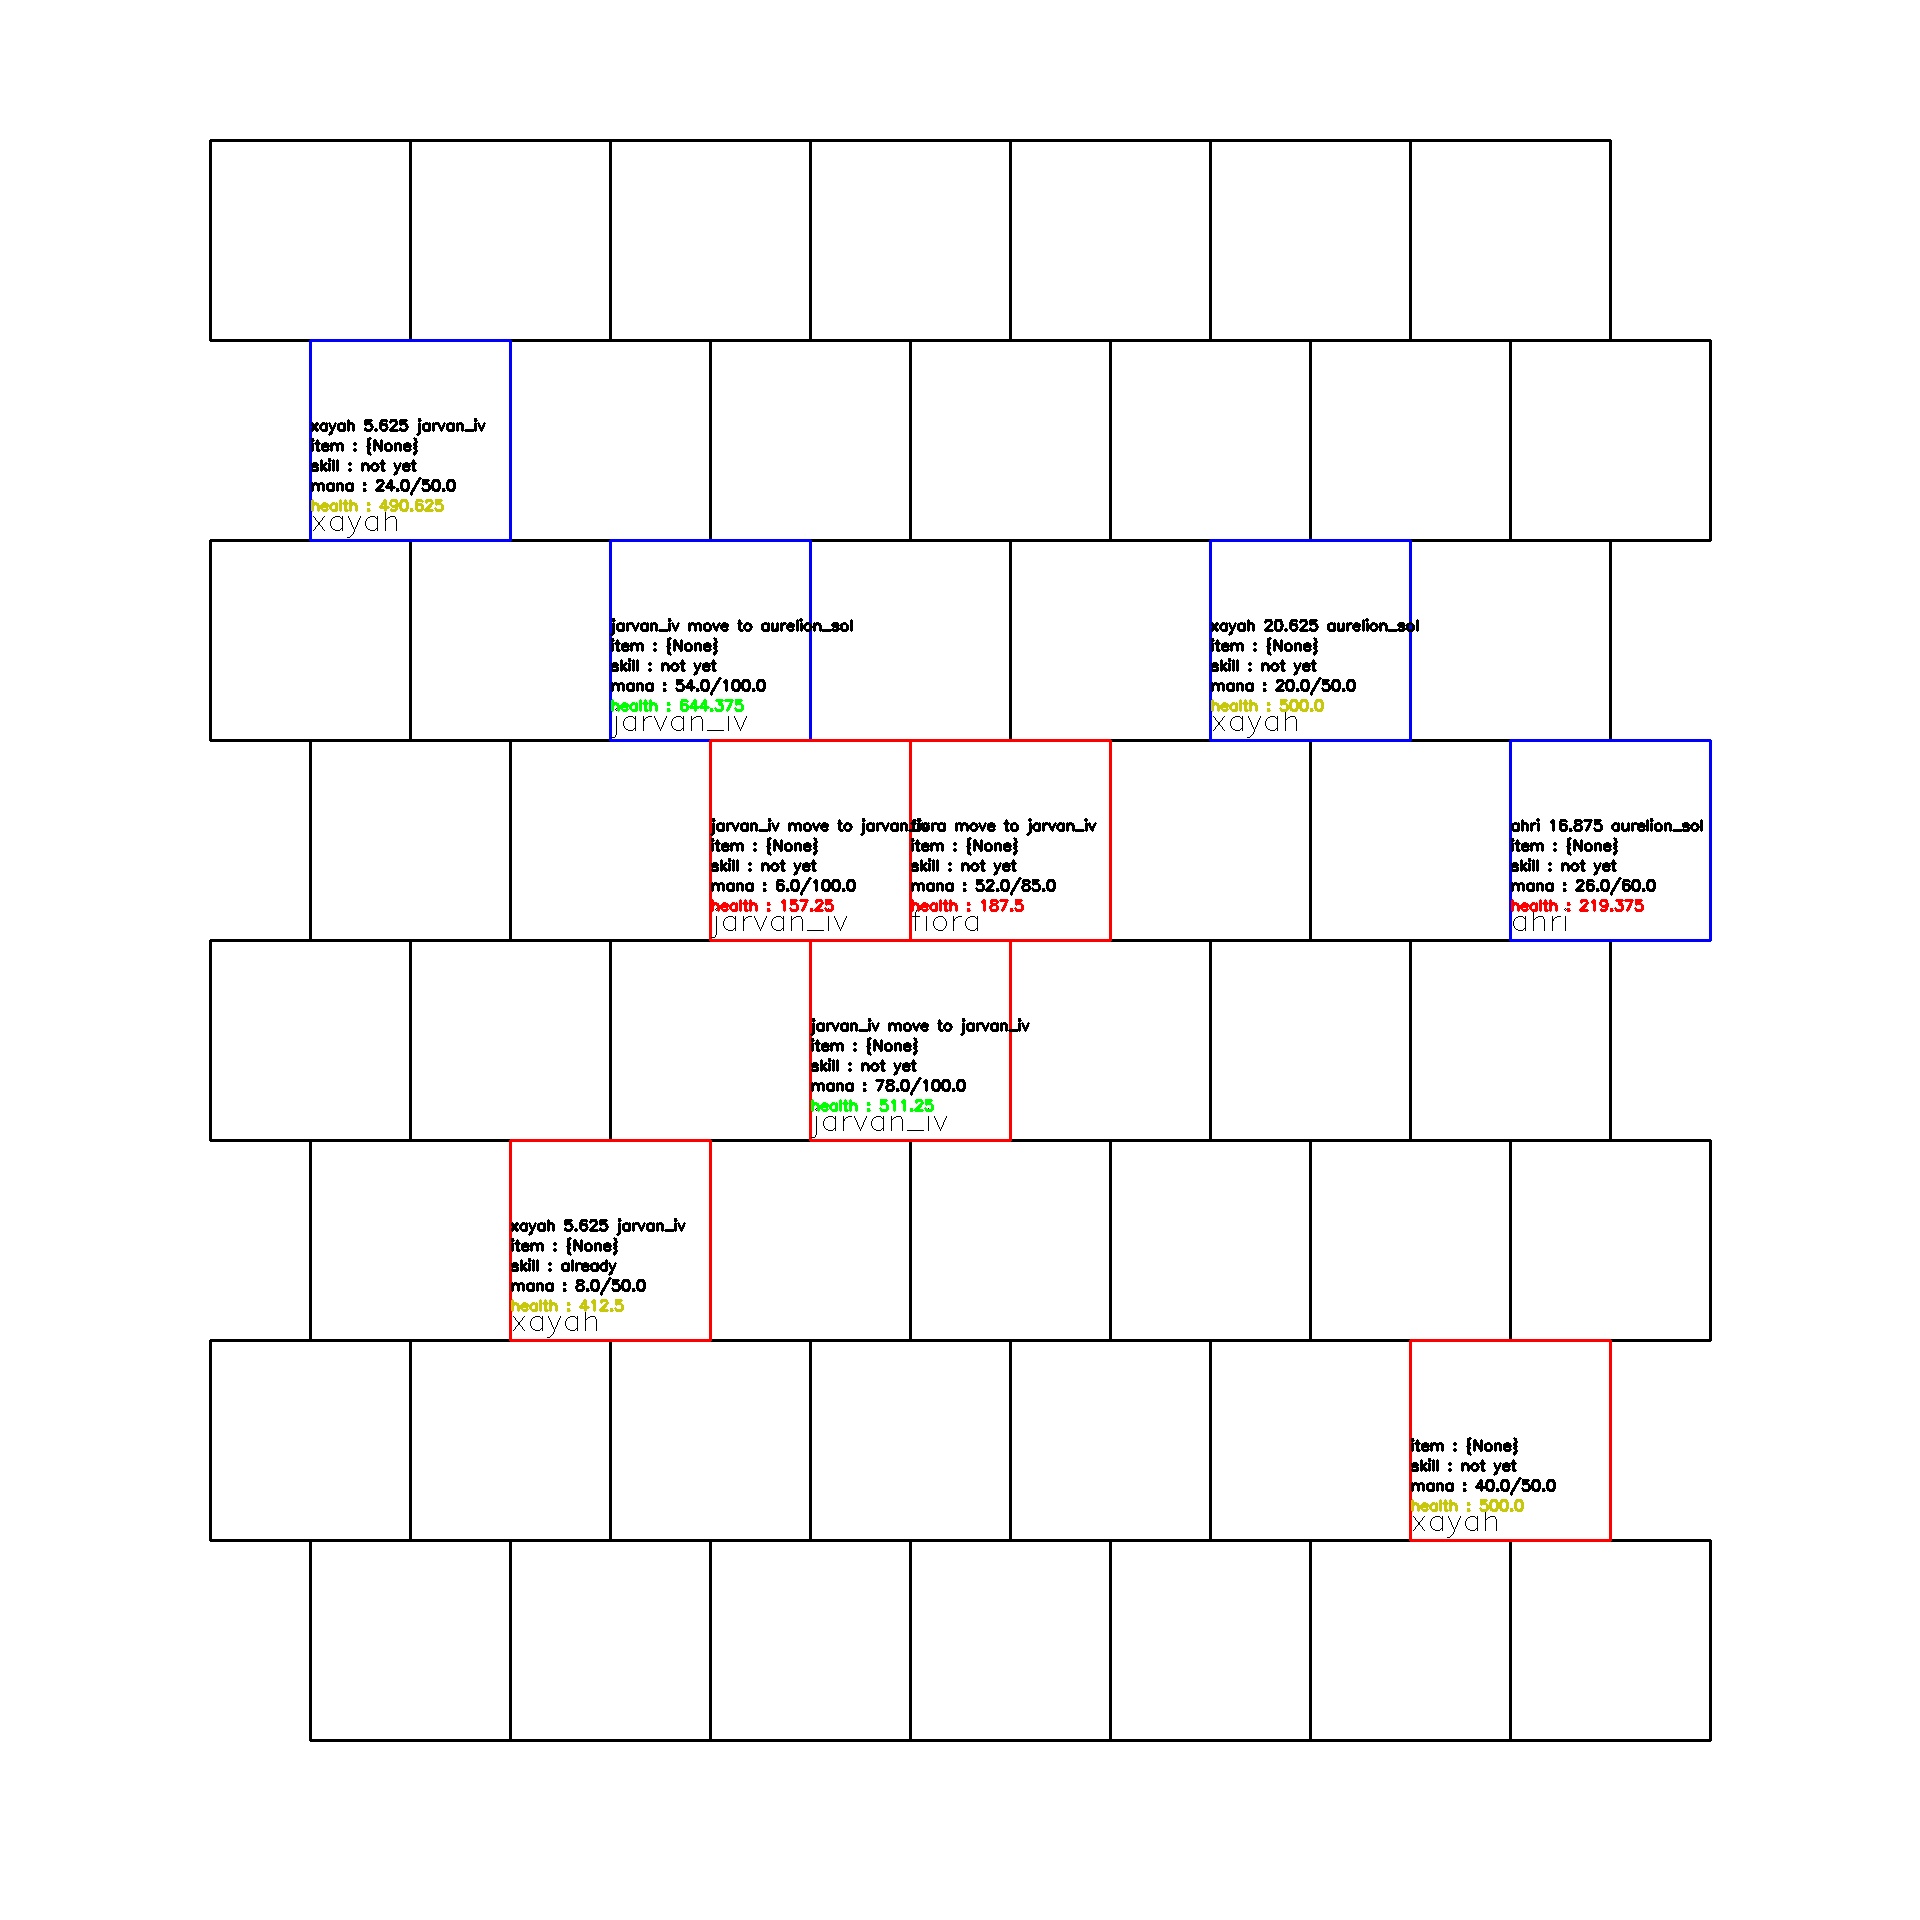 xayah 5.625 jarvan_iv
item : {None}
skill : not yet
mana : 24.0/50.0
health : 490.625
xayah
jarvan_iv move to aurelion_sol
item : {None}
skill : not yet
mana : 54.0/100.0
health : 644.375
jarvan_iv
xayah 20.625 aurelion_sol
item : {None}
skill : not yet
mana : 20.0/50.0
health : 500.0
xayah
jarvan_iv move to jarvan_iv
item : {None}
skill : not yet
mana : 6.0/100.0
health : 157.25
jarvan_iv
fiora move to jarvan_iv
item : {None}
skill : not yet
mana : 52.0/85.0
health : 187.5
fiora
ahri 16.875 aurelion_sol
item : {None}
skill : not yet
mana : 26.0/60.0
health : 219.375
ahri
jarvan_iv move to jarvan_iv
item : {None}
skill : not yet
mana : 78.0/100.0
health : 511.25
jarvan_iv
xayah 5.625 jarvan_iv
item : {None}
skill : already
mana : 8.0/50.0
health : 412.5
xayah
item : {None}
skill : not yet
mana : 40.0/50.0
health : 500.0
xayah